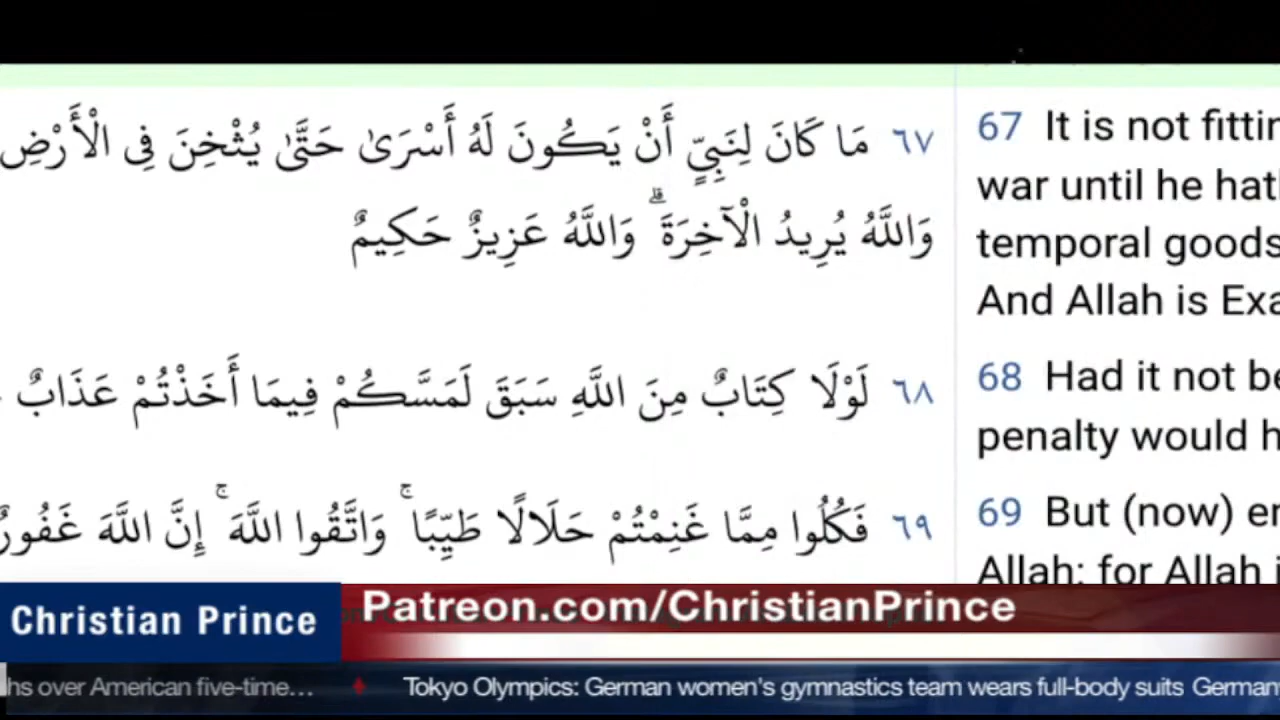 ٦٧ مَا كَانَ لِنَبِيٍّ أَنْ يَكُونَ لَهُ أَسْرَىٰ حَتَّىٰ يُثْخِنَ فِي الْأَرْضِ
وَاللَّهُ يُرِيدُ الْآخِرَةَ ۗ وَاللَّهُ عَزِيزٌ حَكِيمٌ
٦٨ لَوْلَا كِتَابٌ مِنَ اللَّهِ سَبَقَ لَمَسَّكُمْ فِيمَا أَخَذْتُمْ عَذَابٌ
٦٩ فَكُلُوا مِمَّا غَنِمْتُمْ حَلَالًا طَيِّبًا ۚ وَاتَّقُوا اللَّهَ ۚ إِنَّ اللَّهَ غَفُورٌ
67 It is not fittin
war until he hath
temporal goods
And Allah is Exa
68 Had it not be
penalty would h
69 But (now) en
Allah: for Allah i
Christian Prince
Patreon.com/ChristianPrince
hs over American five-time... ♦ Tokyo Olympics: German women's gymnastics team wears full-body suits German